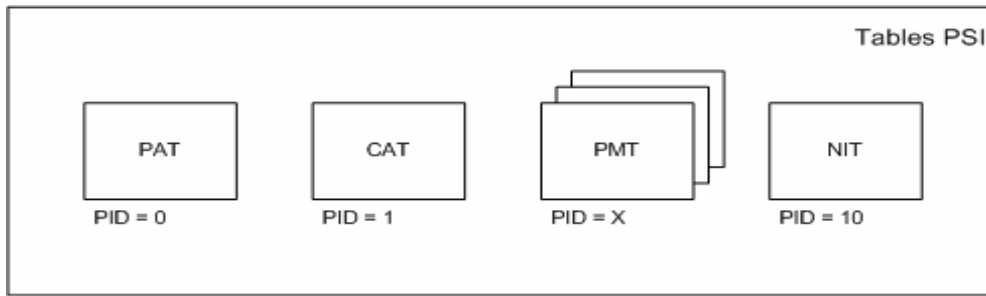 Tables PSI
PAT
CAT
PMT
NIT
PID = 0
PID = 1
PID = X
PID = 10